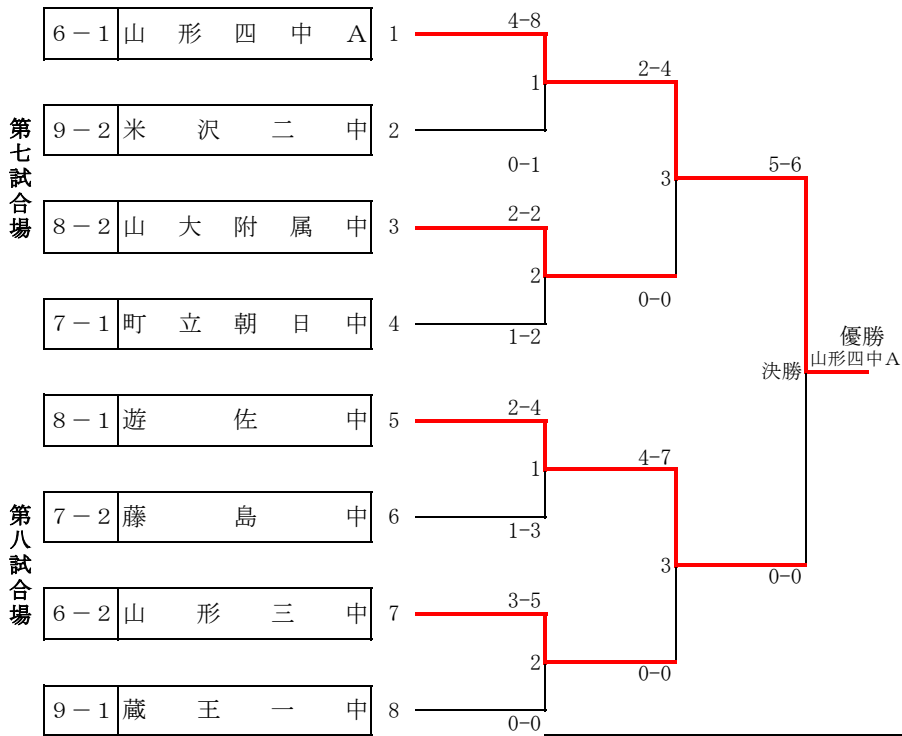 第七試合場
6－1 山形四中A 1
4-8
1
9－2 米沢二中 2
0-1
2-4
3
8－2 山大附属中 3
2-2
2
7－1 町立朝日中 4
1-2
0-0
5-6
決勝
優勝
山形四中A
第八試合場
8－1 遊佐中 5
2-4
1
7－2 藤島中 6
1-3
4-7
3
0-0
6－2 山形三中 7
3-5
2
9－1 蔵王一中 8
0-0
0-0